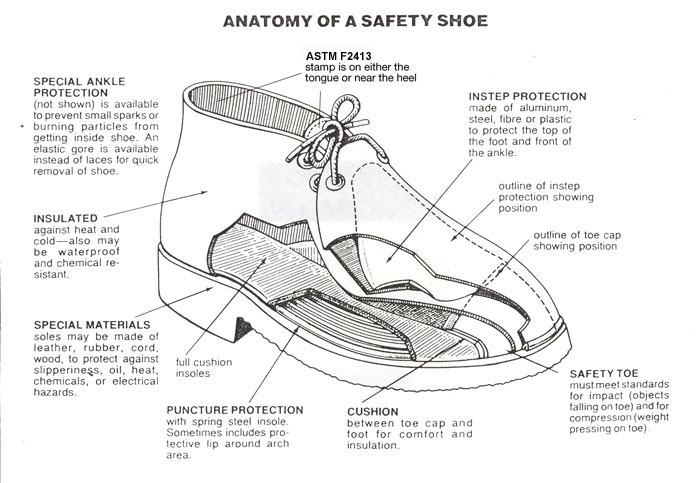 ANATOMY OF A SAFETY SHOE
ASTM F2413
stamp is on either the
tongue or near the heel
SPECIAL ANKLE
PROTECTION
(not shown) is available
to prevent small sparks or
burning particles from
getting inside shoe. An
elastic gore is available
instead of laces for quick
removal of shoe.
INSTEP PROTECTION
made of aluminum,
steel, fibre or plastic
to protect the top of
the foot and front of
the ankle.
outline of instep
protection showing
position
outline of toe cap
showing position
INSULATED
against heat and
cold—also may
be waterproof
and chemical re-
sistant.
SPECIAL MATERIALS
soles may be made of
leather, rubber, cord,
wood, to protect against
slipperiness, oil, heat,
chemicals, or electrical
hazards.
full cushion
insoles
PUNCTURE PROTECTION
with spring steel insole.
Sometimes includes pro-
tective lip around arch
area.
CUSHION
between toe cap and
foot for comfort and
insulation.
SAFETY TOE
must meet standards
for impact (objects
falling on toe) and for
compression (weight
pressing on toe).